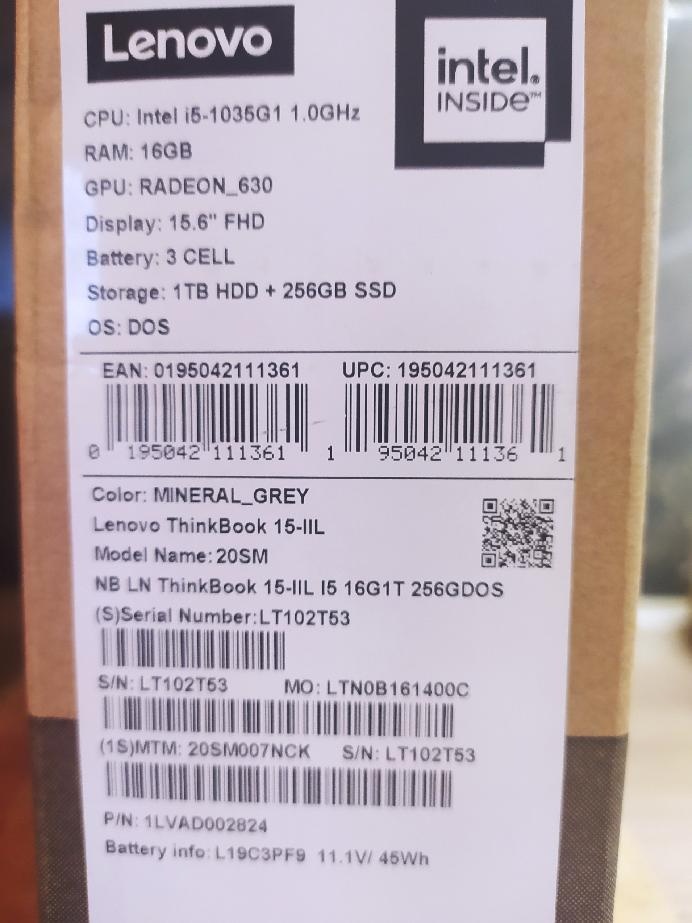 Lenovo
intel.
INSIDe™
CPU: Intel i5-1035G1 1.0GHz
RAM: 16GB
GPU: RADEON_630
Display: 15.6" FHD
Battery: 3 CELL
Storage: 1TB HDD + 256GB SSD
OS: DOS
EAN: 0195042111361 UPC: 195042111361
0 195042 111361 1 95042 11136 1
Color: MINERAL_GREY
Lenovo ThinkBook 15-IIL
Model Name: 20SM
NB LN ThinkBook 15-IIL I5 16G1T 256GDOS
(S)Serial Number:LT102T53
S/N: LT102T53 MO: LTN0B161400C
(1S)MTM: 20SM007NCK S/N: LT102T53
P/N: 1LVAD002824
Battery info: L19C3PF9 11.1V/ 45Wh